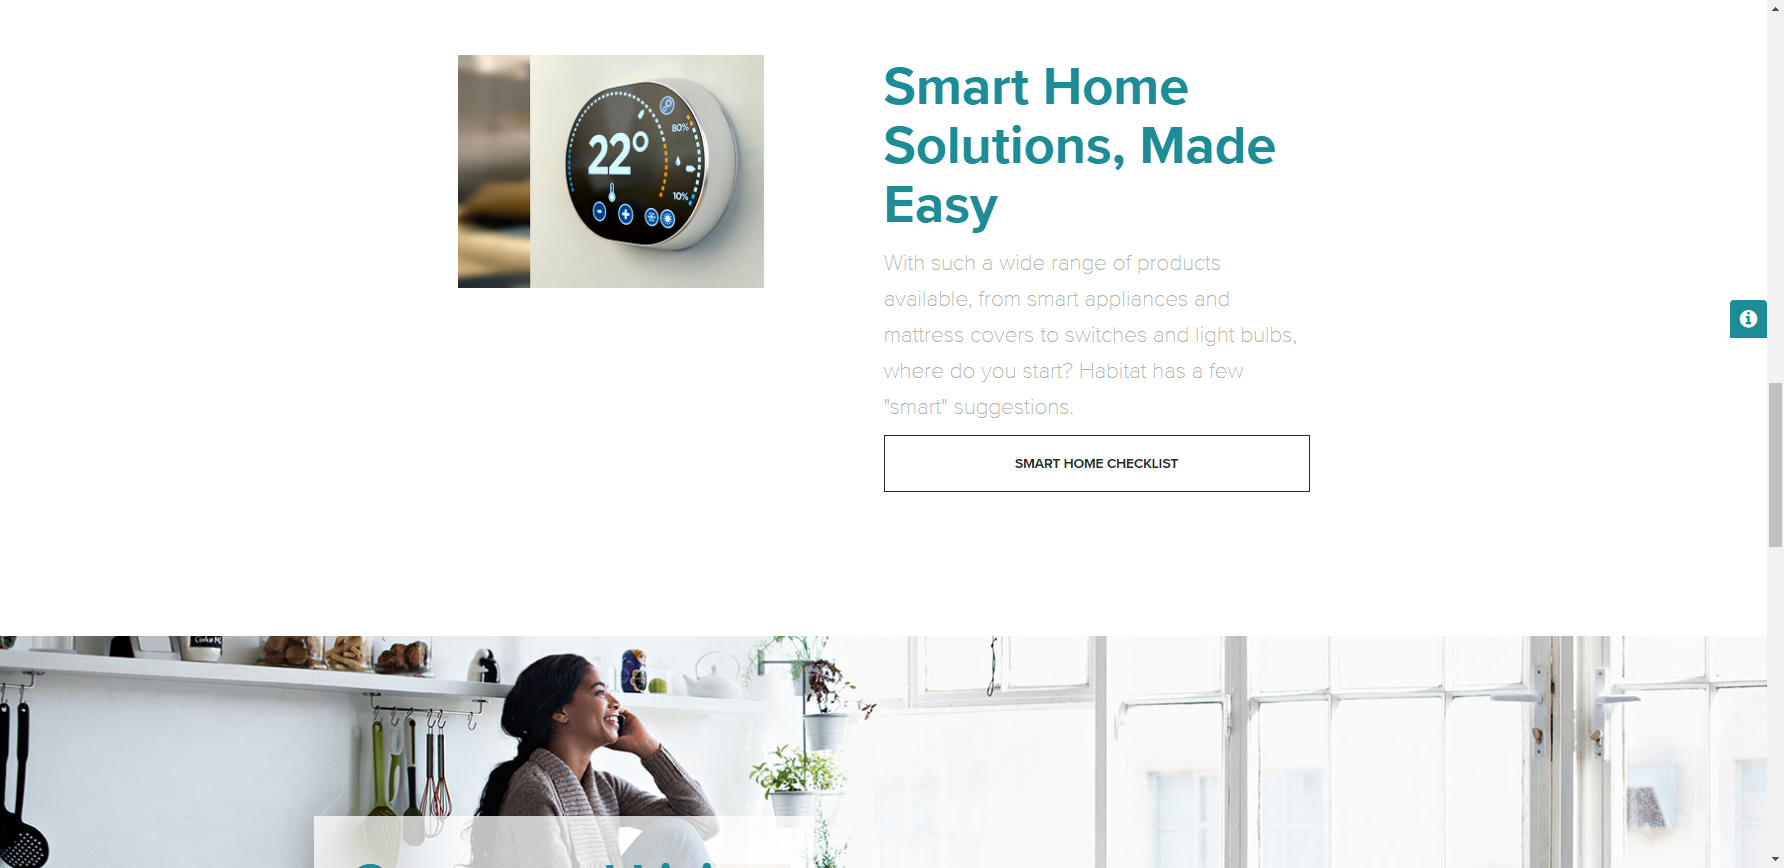 22°
80%
10%
Smart Home
Solutions, Made
Easy
With such a wide range of products
available, from smart appliances and
mattress covers to switches and light bulbs,
where do you start? Habitat has a few
"smart" suggestions.
SMART HOME CHECKLIST